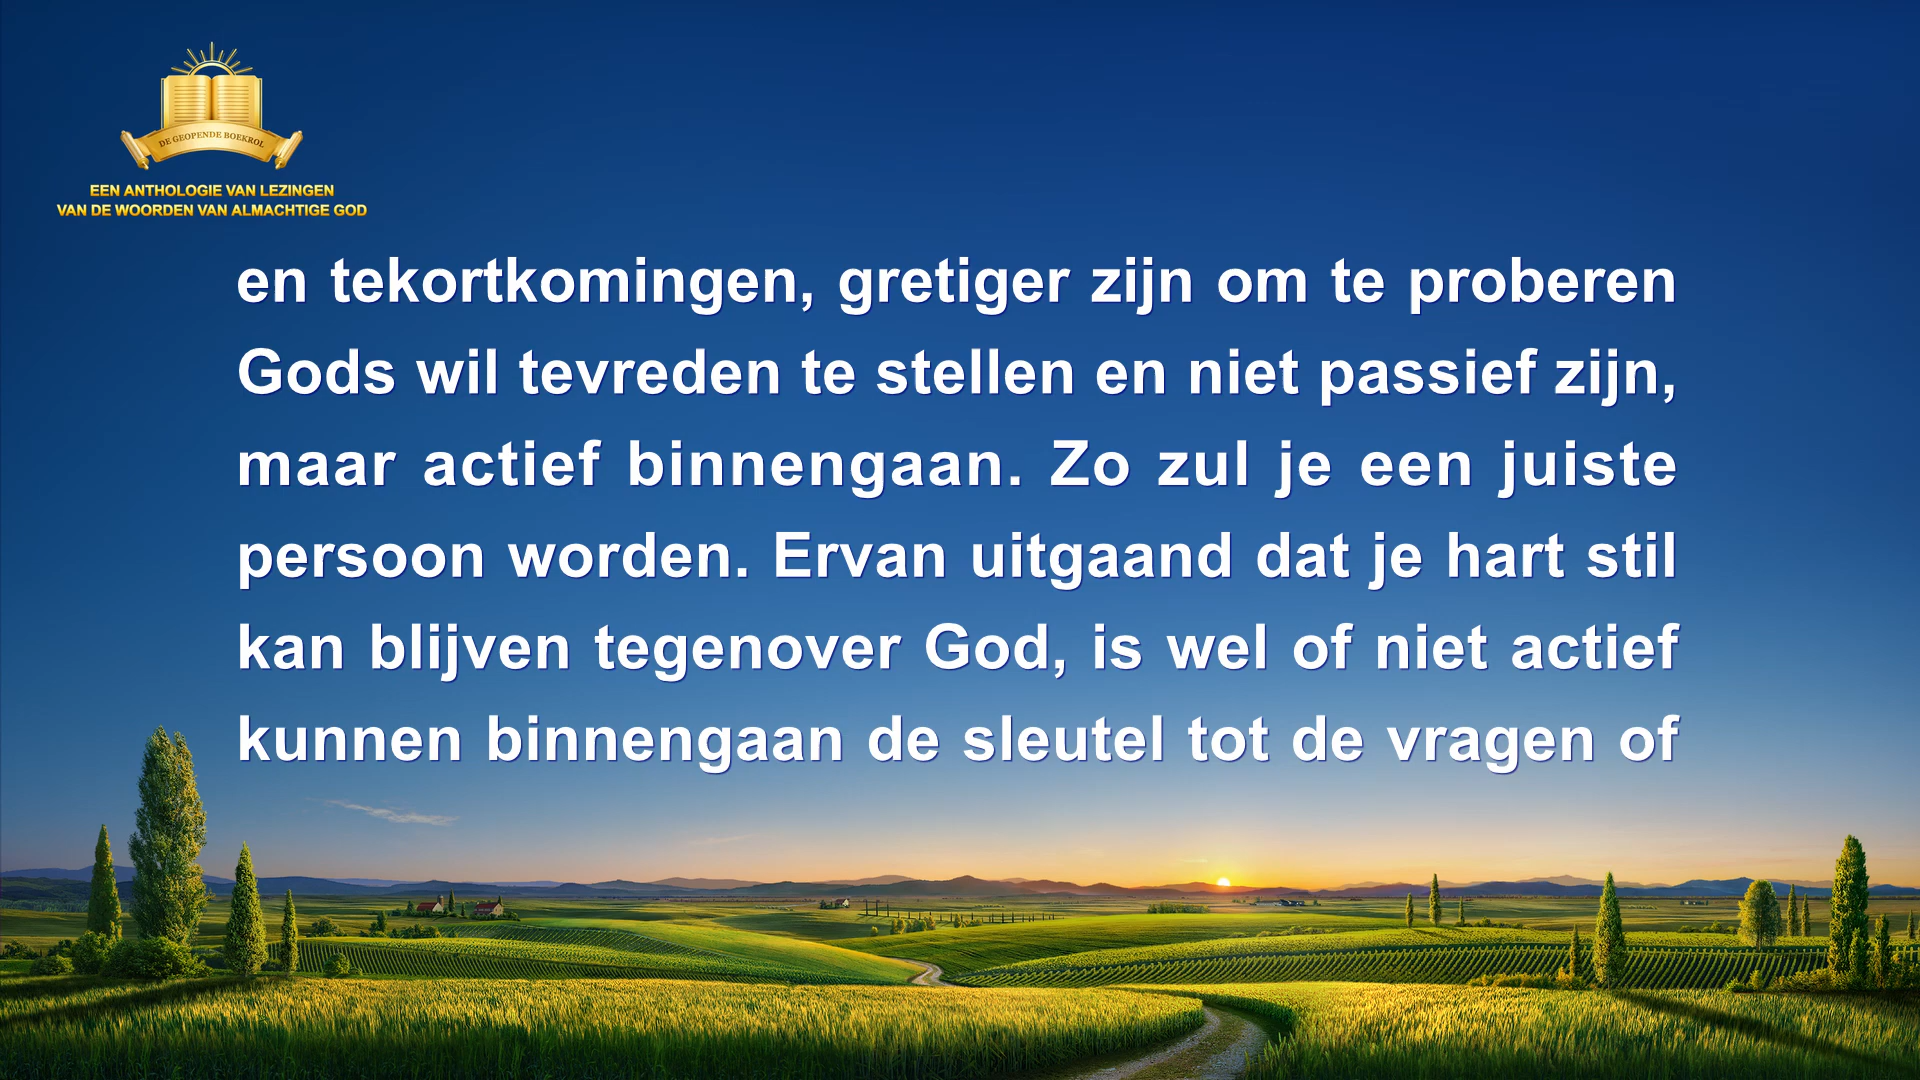 DE GEOPENDE BOEKROL
EEN ANTHOLOGIE VAN LEZINGEN
VAN DE WOORDEN VAN ALMACHTIGE GOD
en tekortkomingen, gretiger zijn om te proberen
Gods wil tevreden te stellen en niet passief zijn,
maar actief binnengaan. Zo zul je een juiste
persoon worden. Ervan uitgaand dat je hart stil
kan blijven tegenover God, is wel of niet actief
kunnen binnengaan de sleutel tot de vragen of